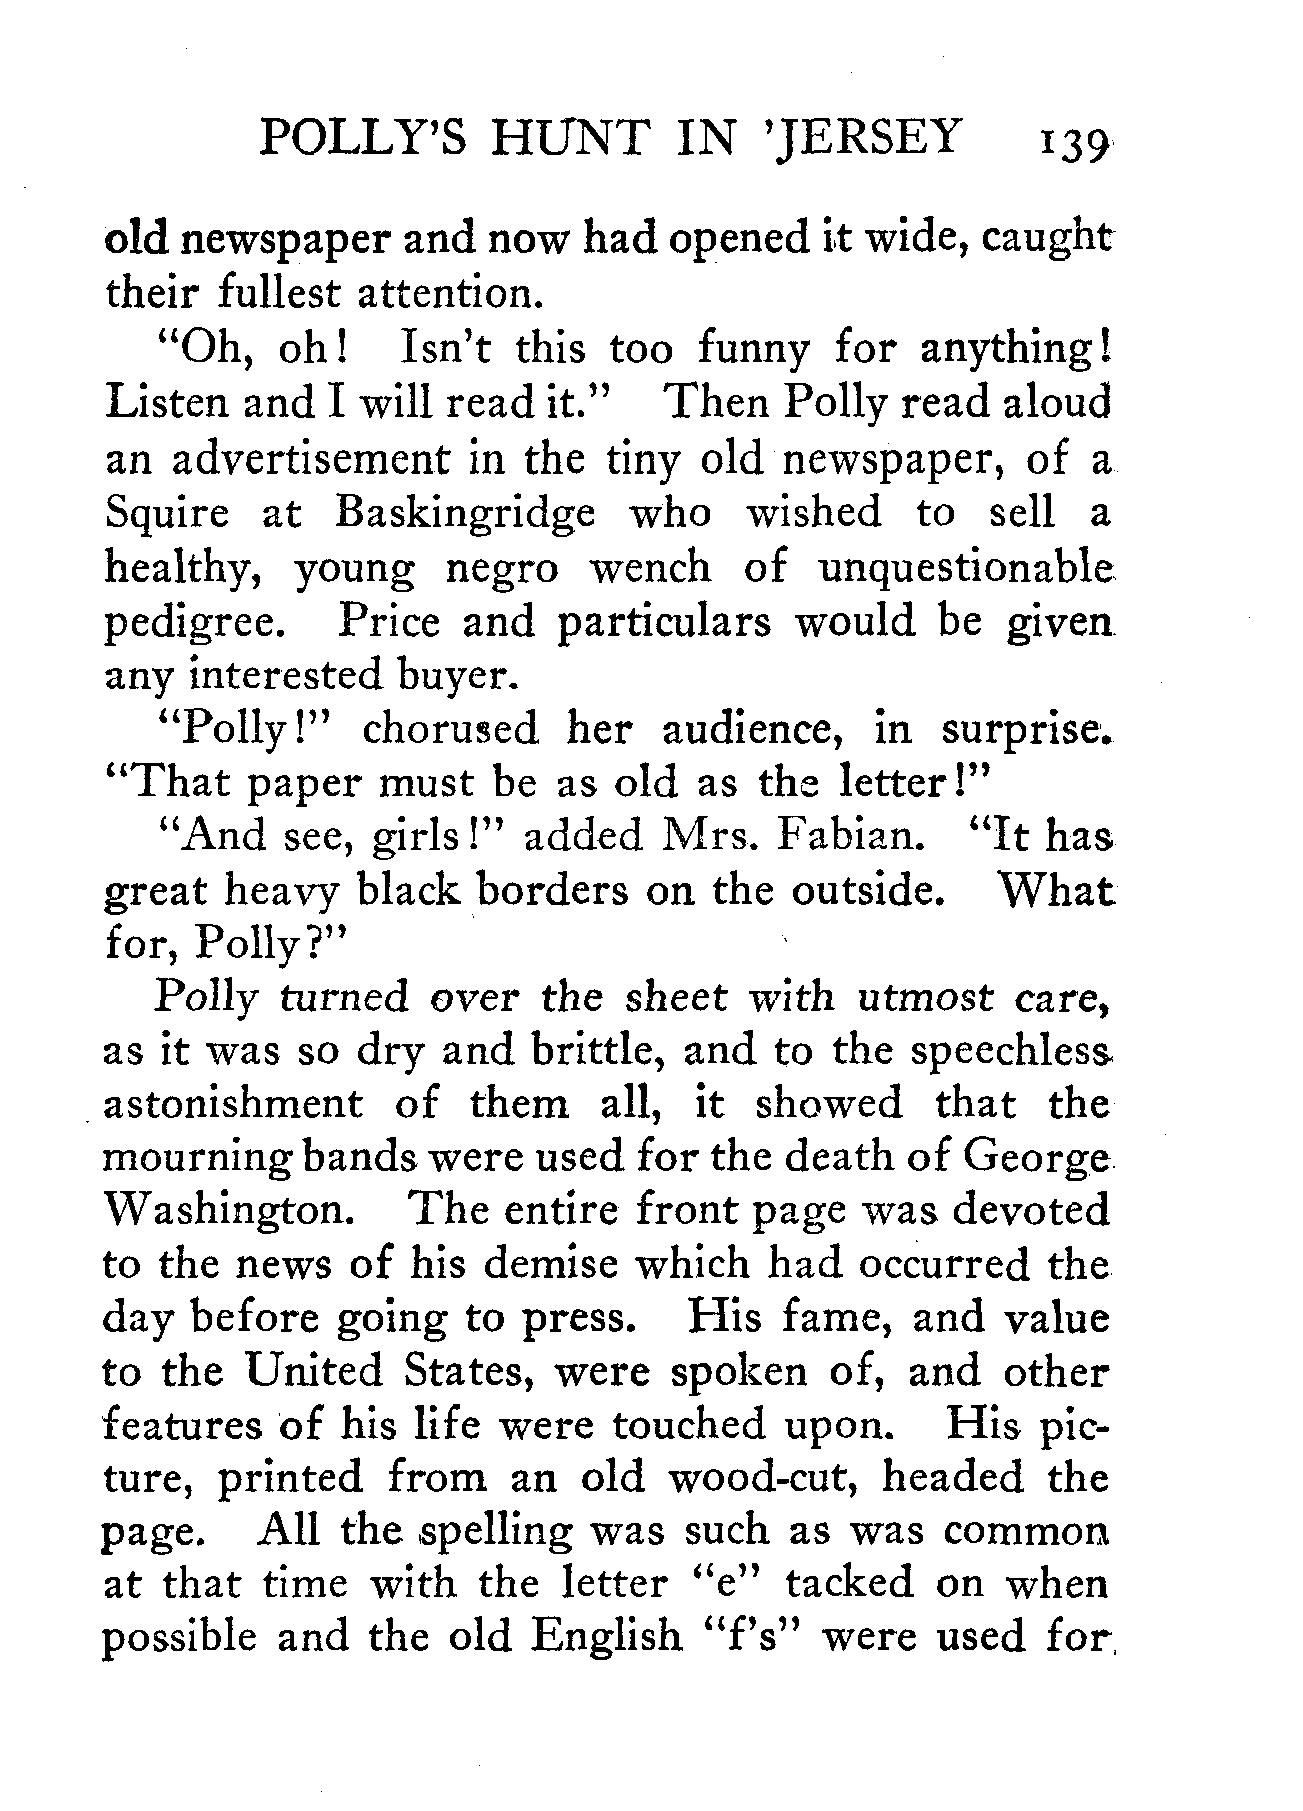 POLLY'S HUNT IN 'JERSEY 139
old newspaper and now had opened it wide, caught
their fullest attention.
"Oh, oh! Isn't this too funny for anything!
Listen and I will read it." Then Polly read aloud
an advertisement in the tiny old newspaper, of a
Squire at Baskingridge who wished to sell a
healthy, young negro wench of unquestionable
pedigree. Price and particulars would be given
any interested buyer.
"Polly!" chorused her audience, in surprise.
"That paper must be as old as the letter!"
"And see, girls!" added Mrs. Fabian. "It has
great heavy black borders on the outside. What
for, Polly?"
Polly turned over the sheet with utmost care,
as it was so dry and brittle, and to the speechless
astonishment of them all, it showed that the
mourning bands were used for the death of George
Washington. The entire front page was devoted
to the news of his demise which had occurred the
day before going to press. His fame, and value
to the United States, were spoken of, and other
features of his life were touched upon. His pic-
ture, printed from an old wood-cut, headed the
page. All the spelling was such as was common
at that time with the letter "e" tacked on when
possible and the old English "f's" were used for